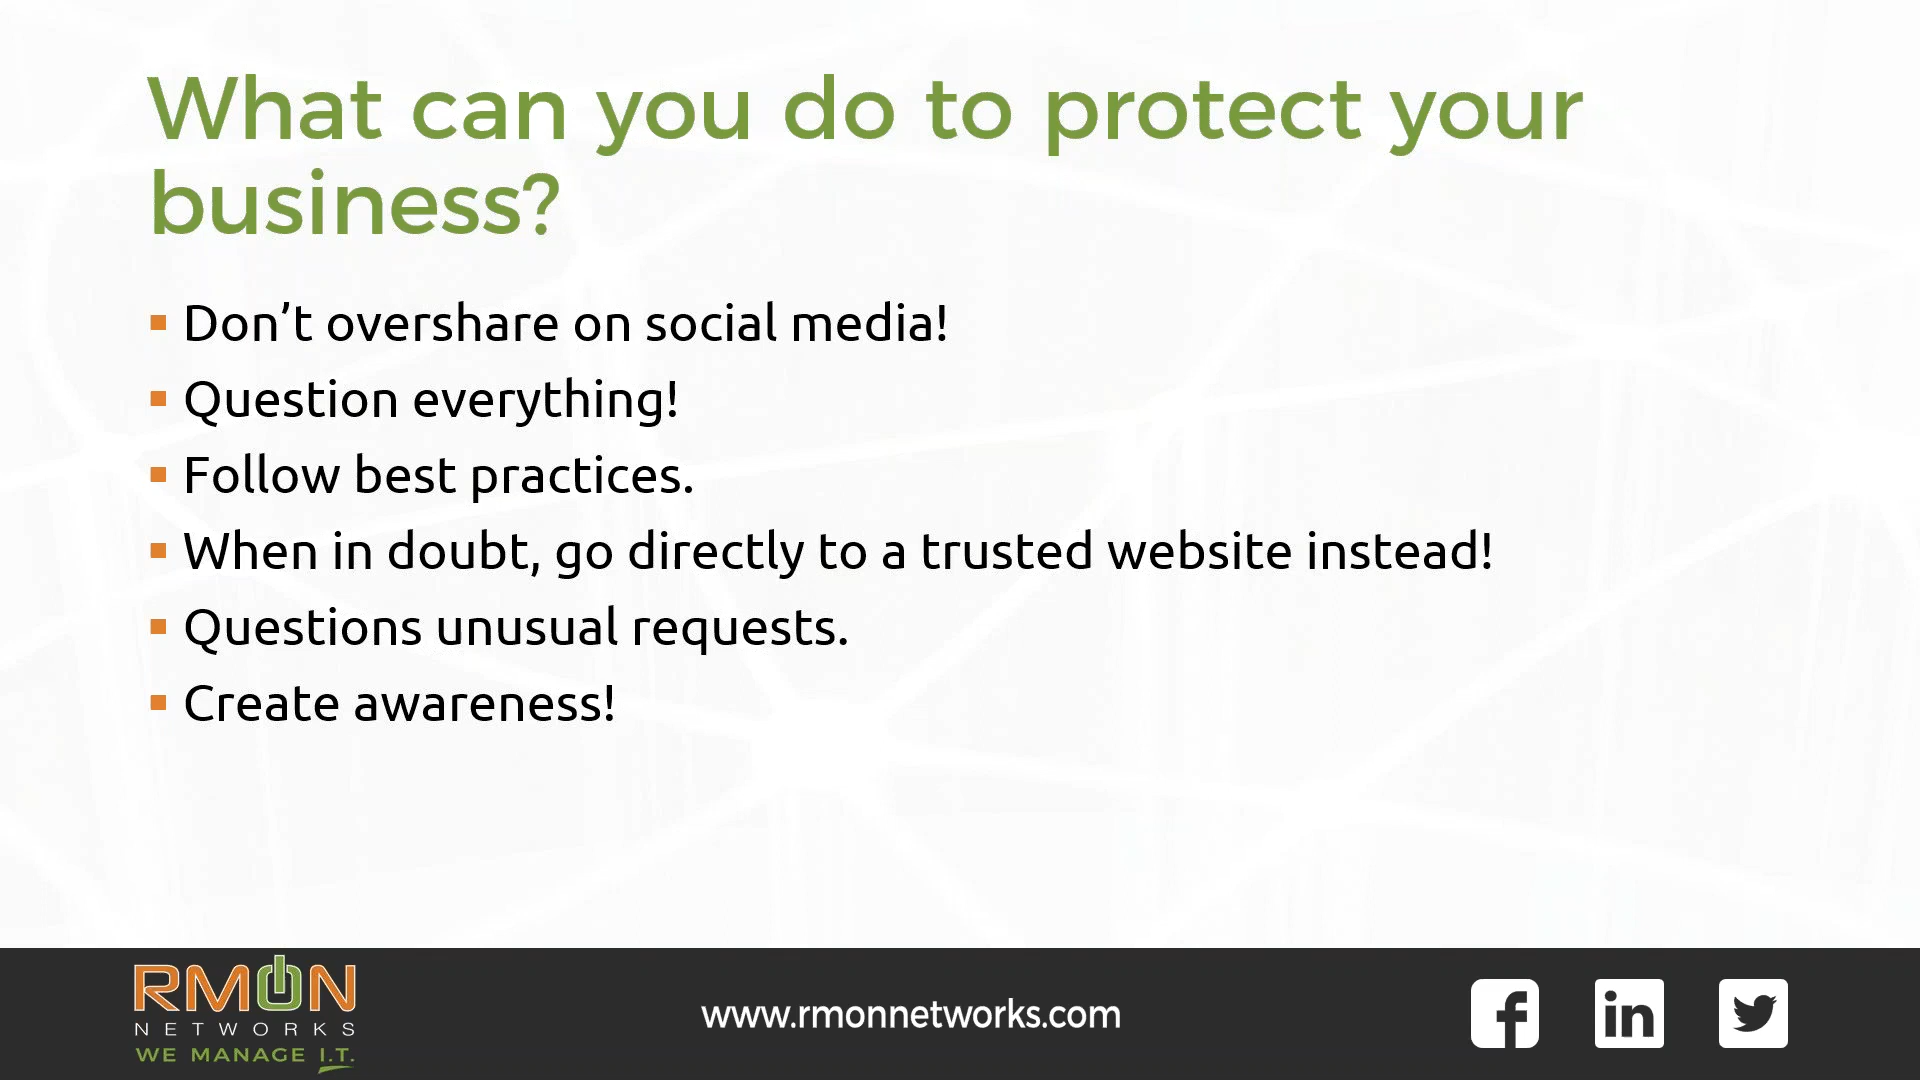 What can you do to protect your
business?
Don’t overshare on social media!
Question everything!
Follow best practices.
When in doubt, go directly to a trusted website instead!
Questions unusual requests.
Create awareness!
RMON
NETWORKS
WE MANAGE I.T.
www.rmonnetworks.com
f
in